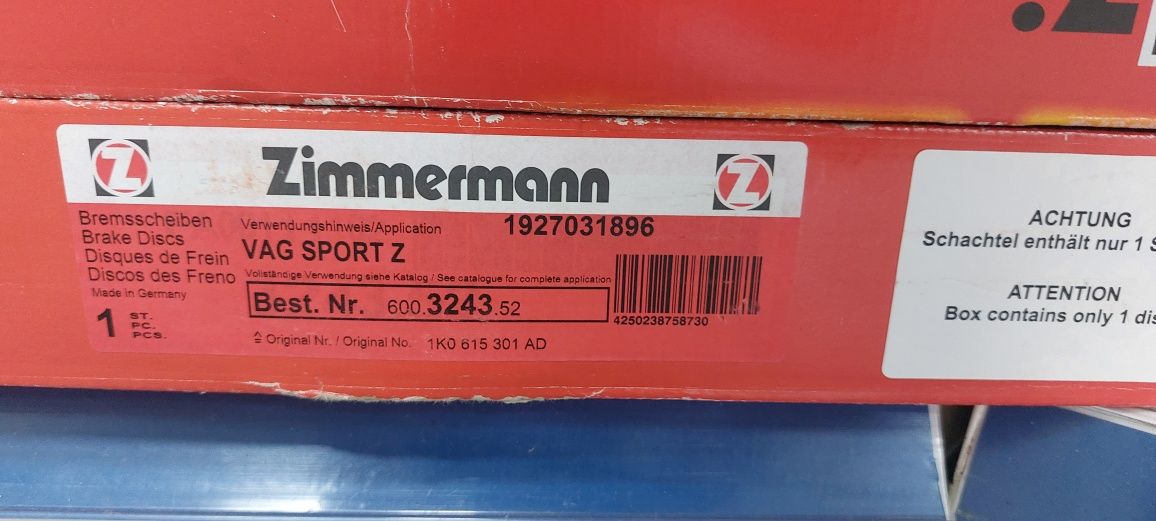 Z
Zimmermann
Z
Bremsscheiben
Brake Discs
Disques de Frein
Discos des Freno
Made in Germany
1 ST.
PC.
PCS.
Verwendungshinweis/Application
1927031896
VAG SPORT Z
Vollständige Verwendung siehe Katalog / See catalogue for complete application
Best. Nr. 600.3243.52
4250238758730
≙ Original Nr. / Original No. 1K0 615 301 AD
ACHTUNG
Schachtel enthält nur 1 S
ATTENTION
Box contains only 1 dis